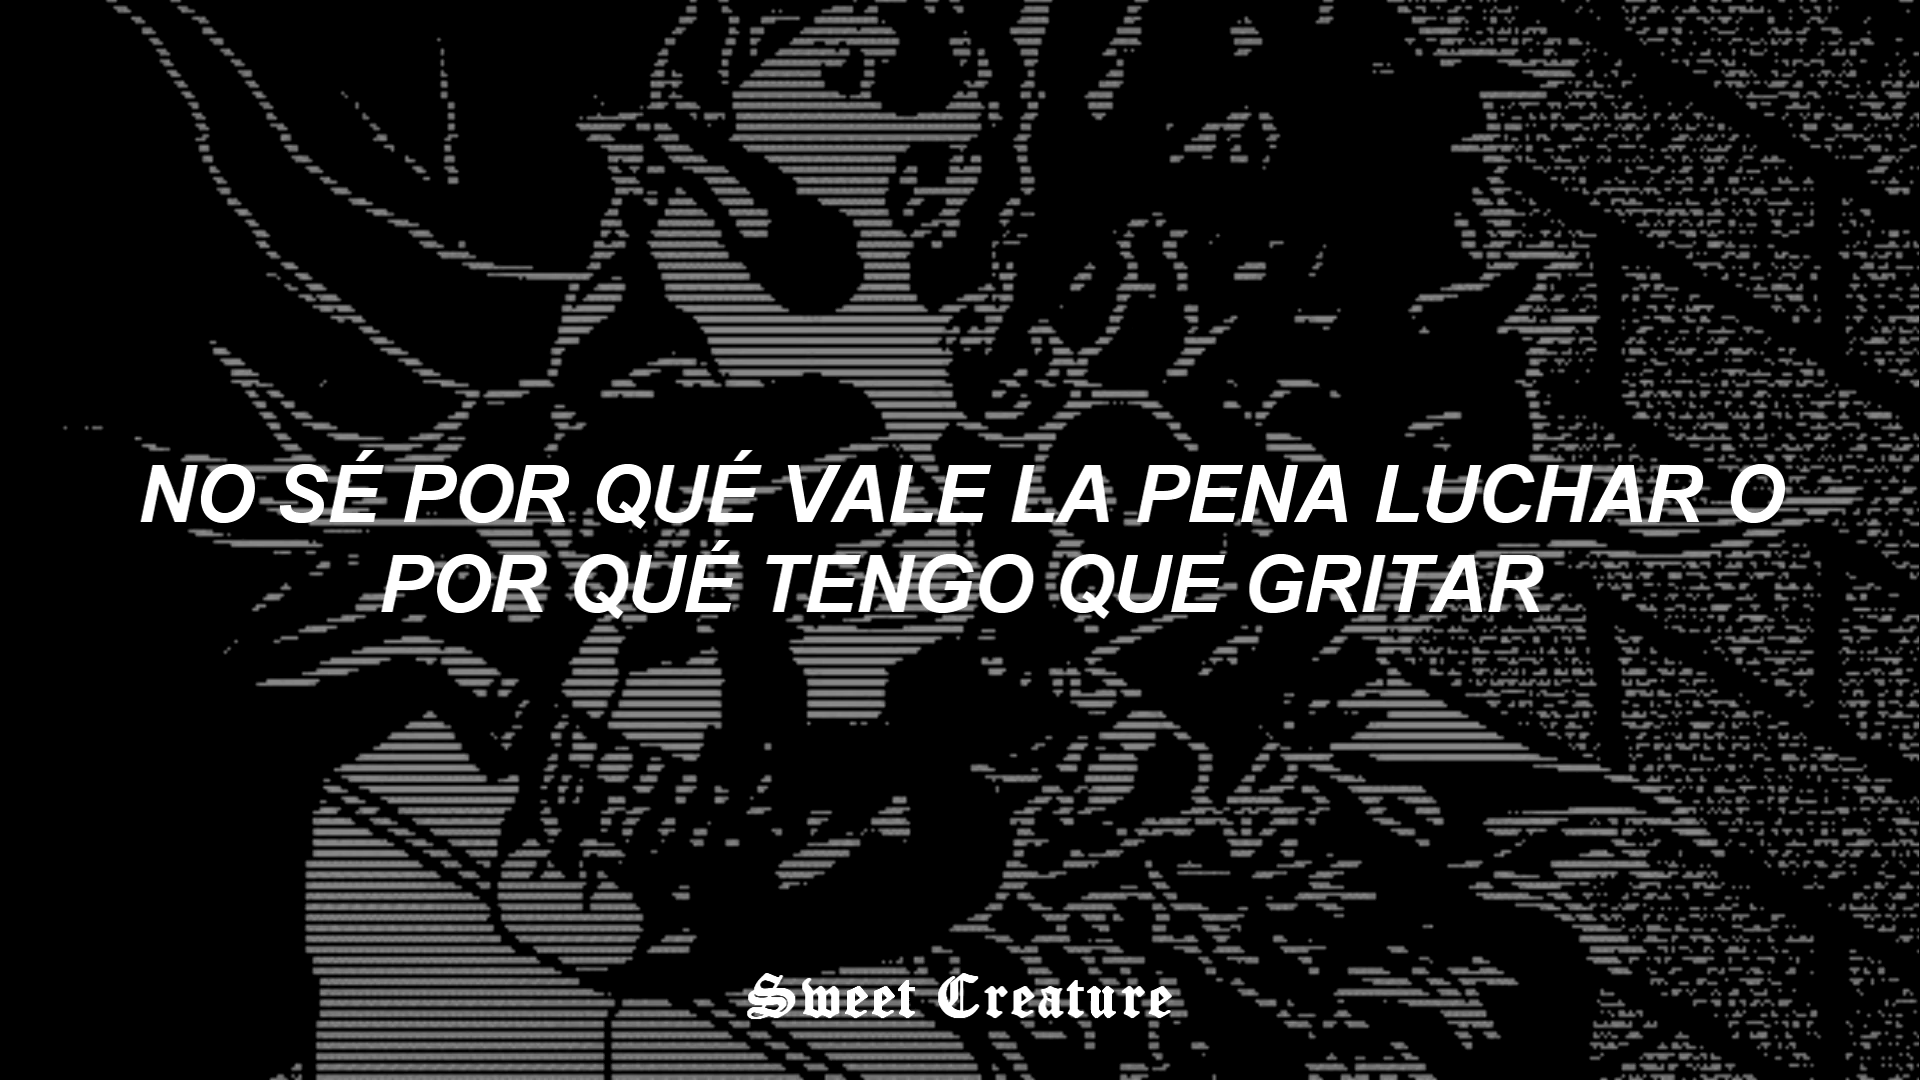 NO SÉ POR QUÉ VALE LA PENA LUCHAR O
POR QUÉ TENGO QUE GRITAR
Sweet Creature